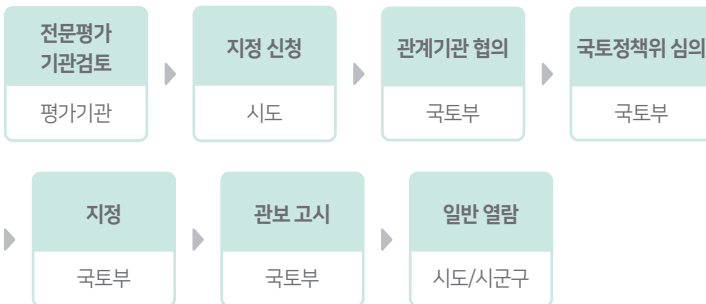 전문평가
기관검토
평가기관
지정 신청
시도
관계기관 협의
국토부
국토정책위 심의
국토부
지정
국토부
관보 고시
국토부
일반 열람
시도/시군구